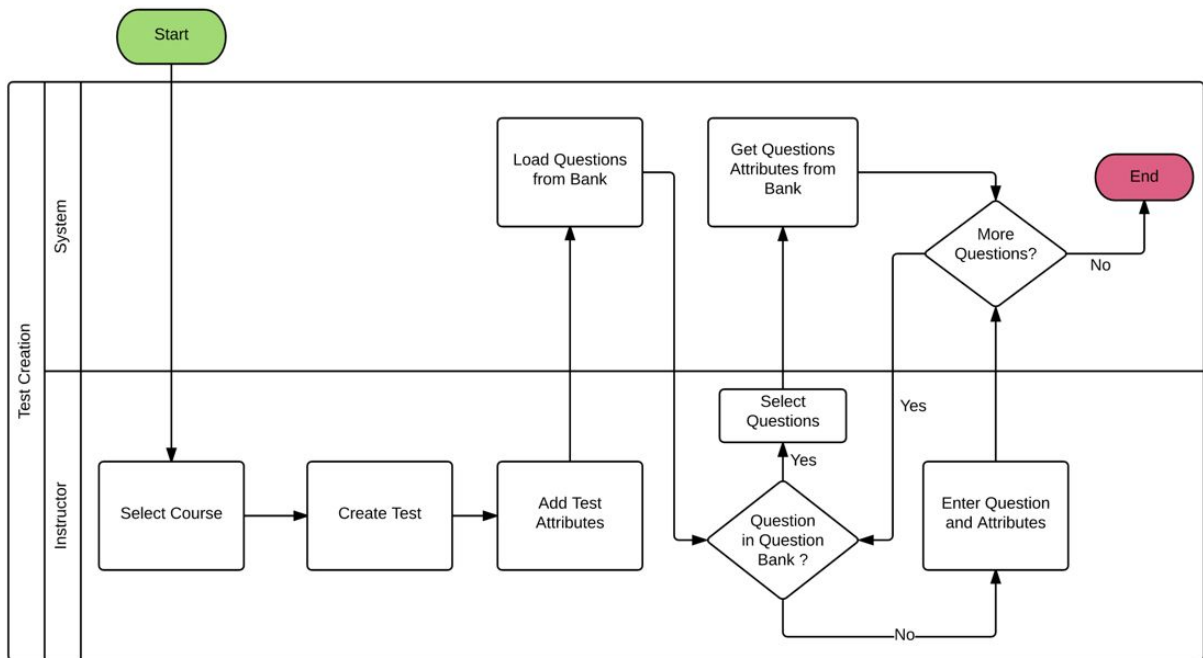 Start
Test Creation
System
Load Questions
from Bank
Get Questions
Attributes from
Bank
End
More
Questions?
No
Instructor
Select
Questions
Yes
Yes
Select Course
Create Test
Add Test
Attributes
Question
in Question
Bank ?
Enter Question
and Attributes
No